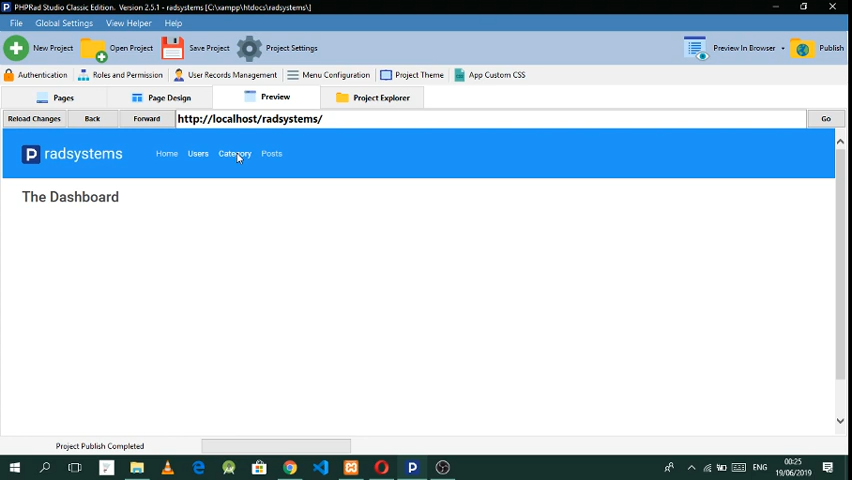 PHPRad Studio Classic Edition. Version 2.5.1 - radsystems [C:\xampp\htdocs\radsystems\]
File Global Settings View Helper Help
New Project Open Project Save Project Project Settings Preview In Browser Publish
Authentication Roles and Permission User Records Management Menu Configuration Project Theme App Custom CSS
Pages Page Design Preview Project Explorer
Reload Changes Back Forward http://localhost/radsystems/ Go
radsystems Home Users Category Posts
The Dashboard
Project Publish Completed
ENG 00:25
19/06/2019